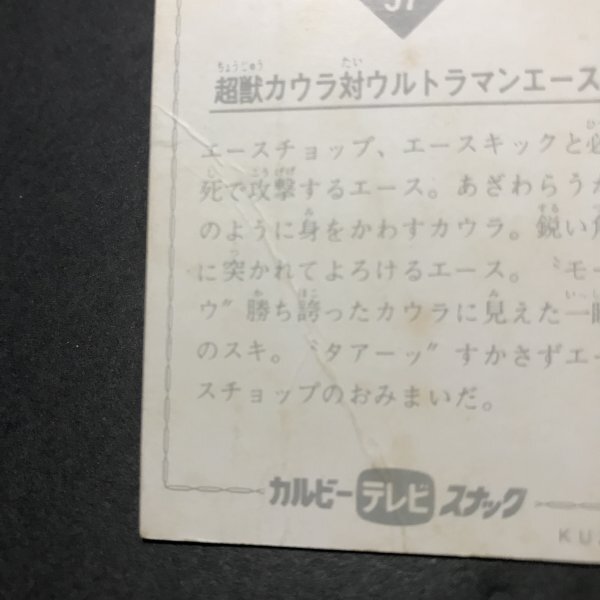 37
超獣カウラ対ウルトラマンエース
エースチョップ、エースキックと必
死で攻撃するエース。あざわらうか
のように身をかわすカウラ。鋭い角
に突かれてよろけるエース。〝モー
ウ〟勝ち誇ったカウラに見えた一瞬
のスキ。〝タアーッ〟すかさずエー
スチョップのおみまいだ。
カルビー テレビ スナック